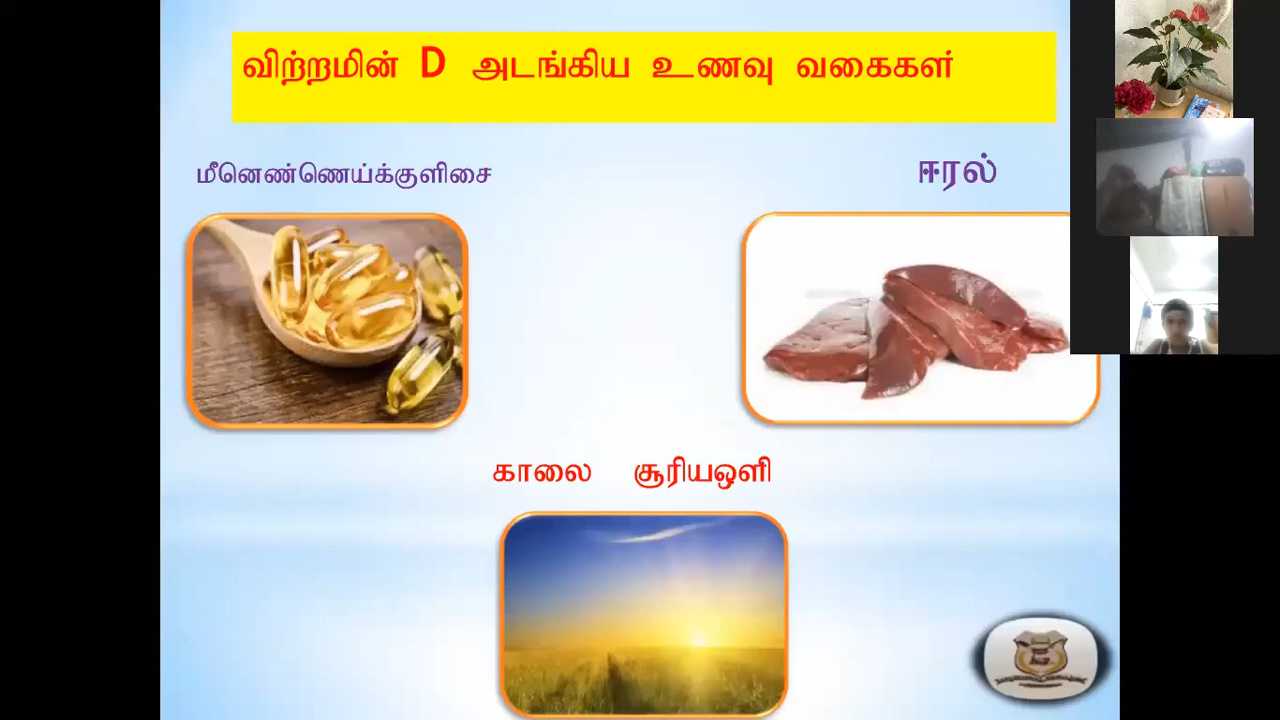 விற்றமின் D அடங்கிய உணவு வகைகள்
மீனெண்ணெய்க்குளிசை
ஈரல்
காலை சூரியஒளி